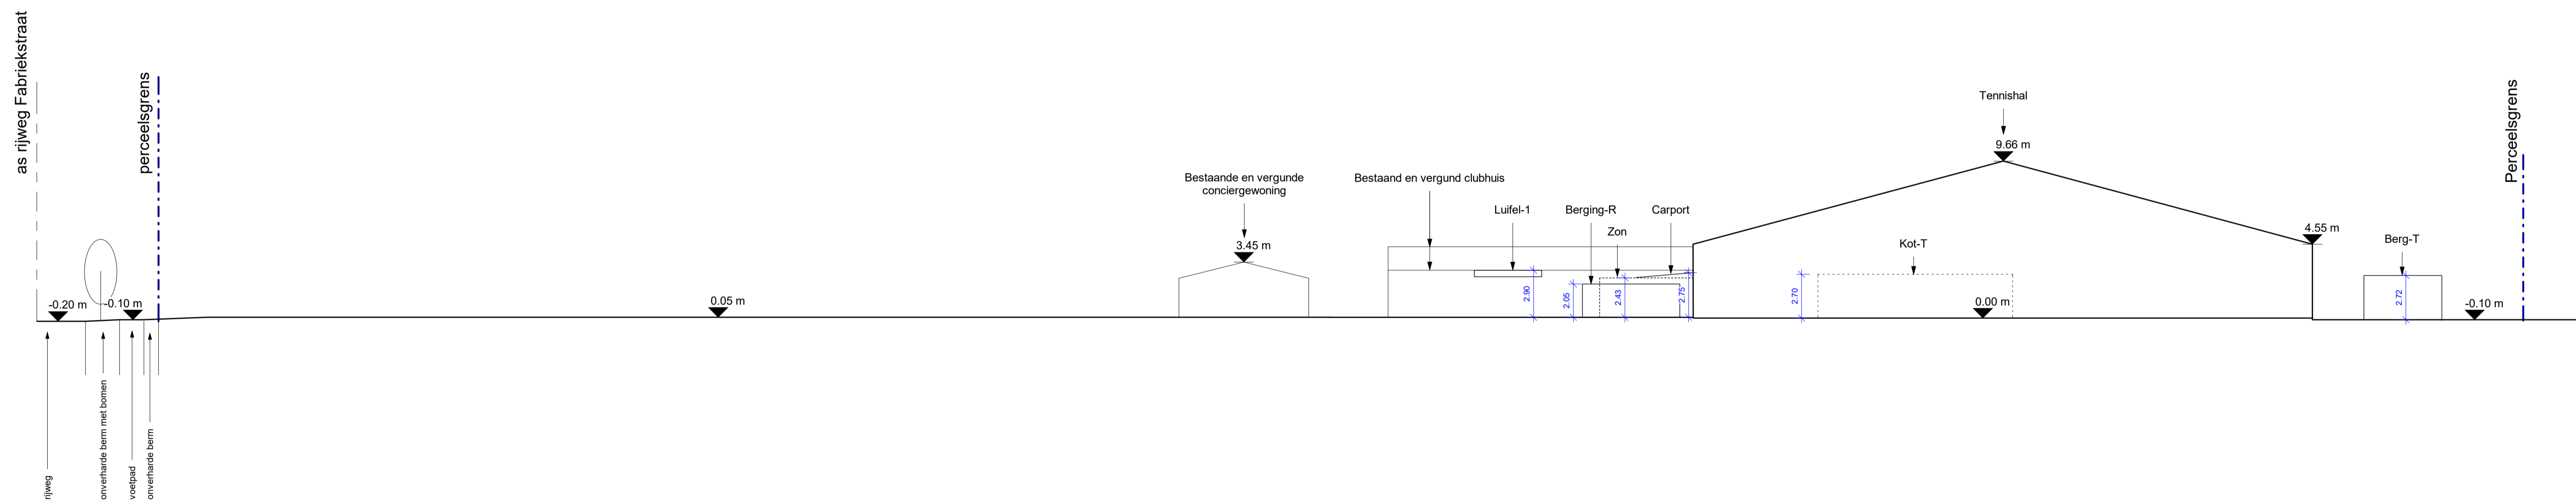 as rijweg Fabriekstraat
perceelsgrens
-0.20 m
-0.10 m
rijweg
onverharde berm met bomen
voetpad
onverharde berm
0.05 m
Bestaande en vergunde
conciergewoning
3.45 m
Bestaand en vergund clubhuis
Luifel-1
Berging-R
Zon
Carport
2.90
2.05
2.43
2.75
Tennishal
9.66 m
Kot-T
2.70
0.00 m
4.55 m
Berg-T
2.72
-0.10 m
Perceelsgrens